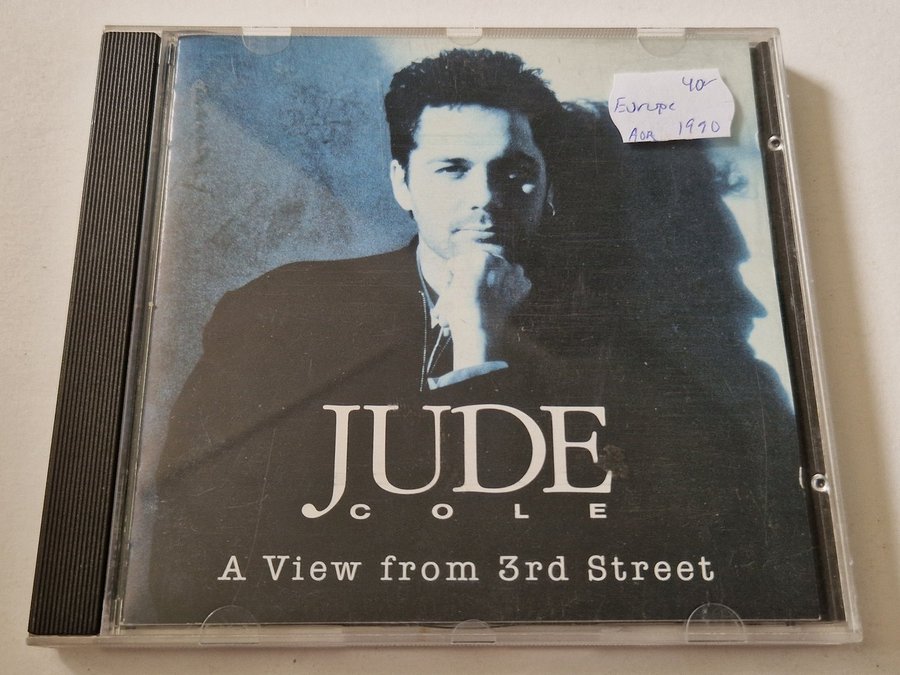 40
Europe
AOR 1990
JUDE
COLE
A View from 3rd Street